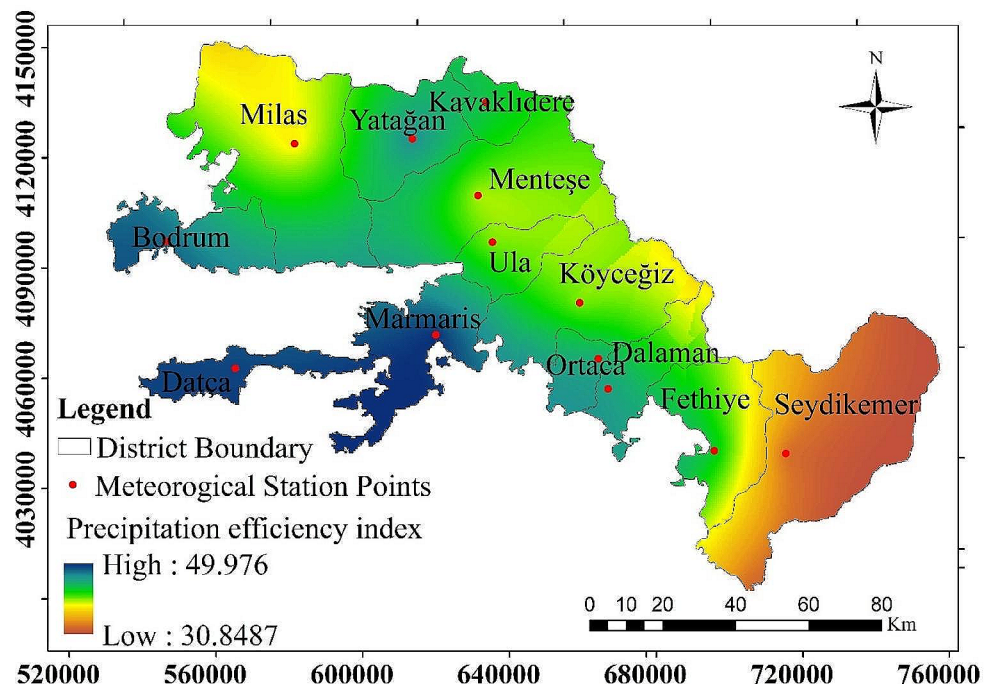 4150000
4120000
4090000
4060000
4030000
N
Milas
Yatağan
Kavaklıdere
Menteşe
Bodrum
Ula
Köyceğiz
Marmaris
Datça
Ortaca
Dalaman
Fethiye
Seydikemer
Legend
District Boundary
Meteorogical Station Points
Precipitation efficiency index
High : 49.976
Low : 30.8487
0 10 20 40 60 80
Km
520000 560000 600000 640000 680000 720000 760000